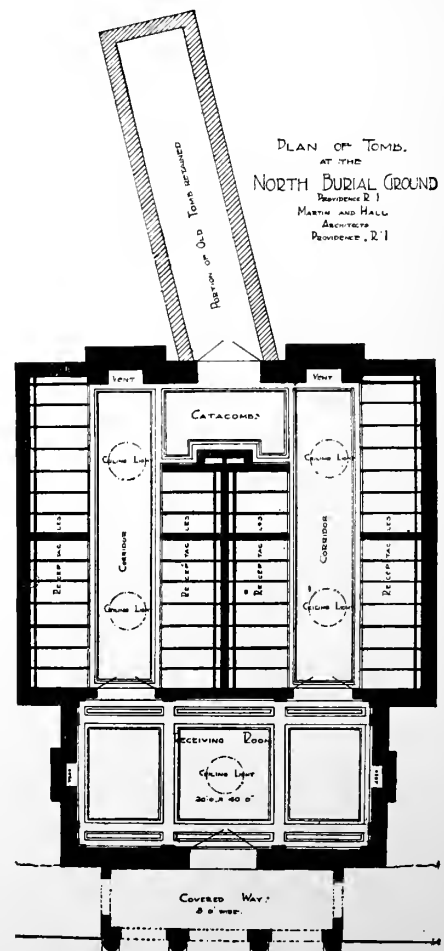 PLAN OF TOMB.
AT THE
NORTH BURIAL GROUND
PROVIDENCE R I
MARTIN AND HALL
ARCHITECTS
PROVIDENCE, R I
PORTION OF OLD TOMB RETAINED
VENT
VENT
CATACOMBS
CEILING LIGHT
CEILING LIGHT
RECEPTACLES
CORRIDOR
RECEPTACLES
RECEPTACLES
CORRIDOR
RECEPTACLES
CEILING LIGHT
CEILING LIGHT
RECEIVING ROOM
CEILING LIGHT
20'0" X 40'0"
COVERED WAY.
8'0" WIDE.